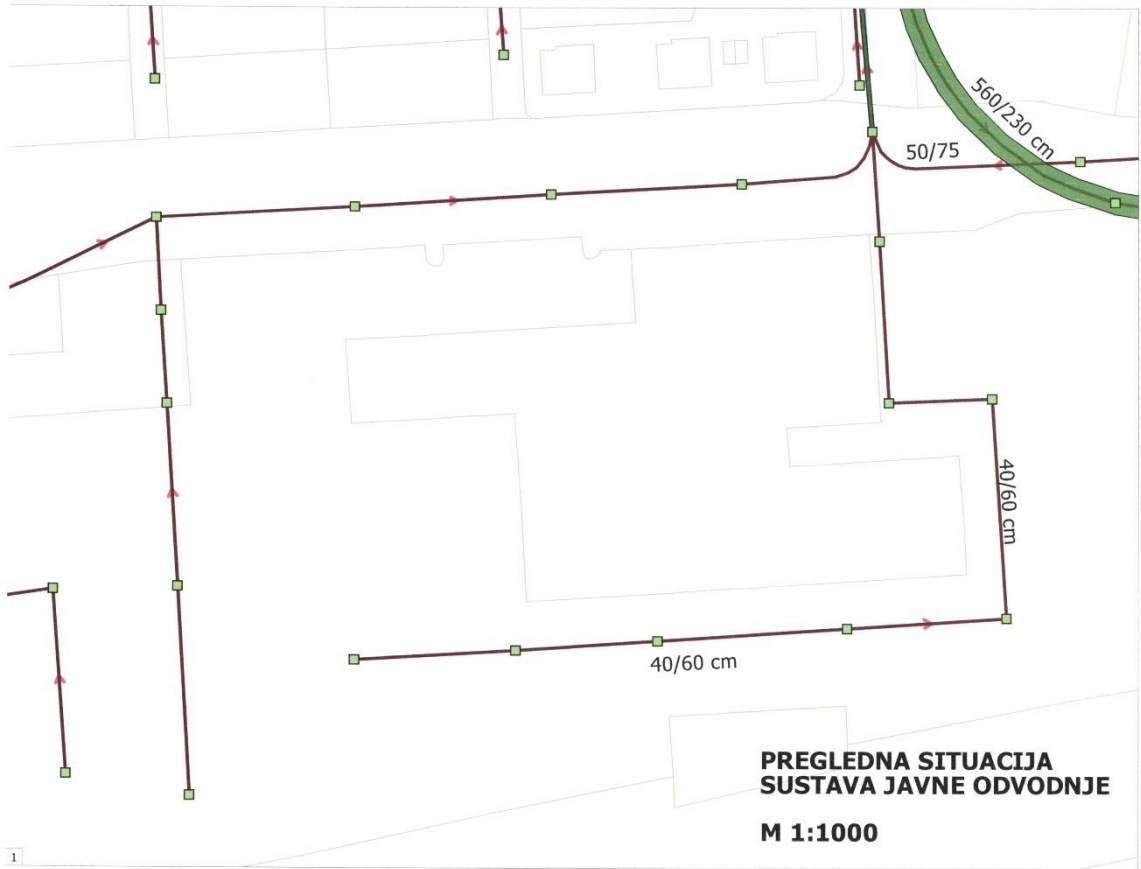 560/230 cm
50/75
40/60 cm
40/60 cm
PREGLEDNA SITUACIJA
SUSTAVA JAVNE ODVODNJE
M 1:1000
1